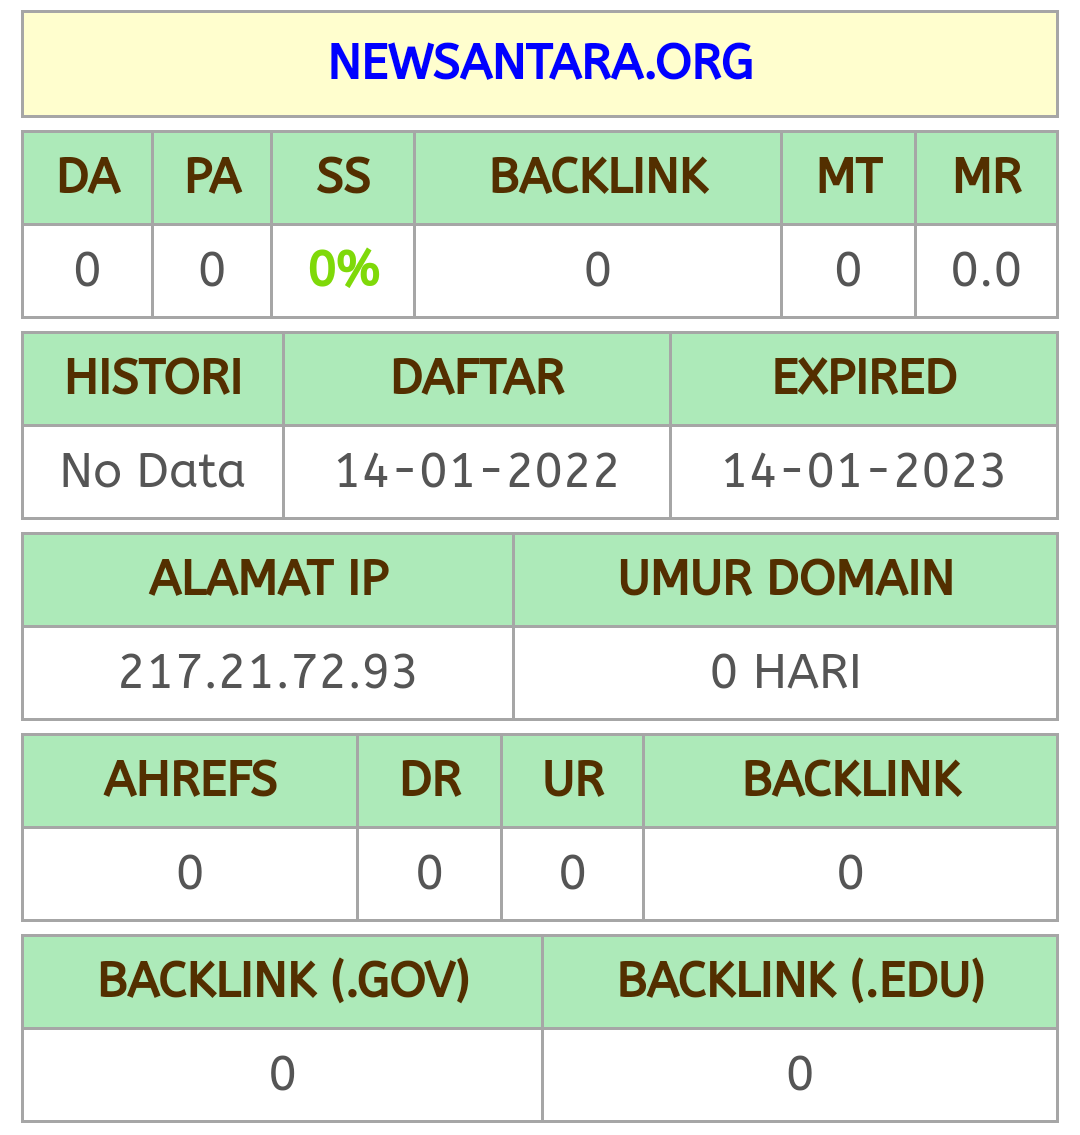 NEWSANTARA.ORG
DA PA SS BACKLINK MT MR
0 0 0% 0 0 0.0
HISTORI DAFTAR EXPIRED
No Data 14-01-2022 14-01-2023
ALAMAT IP UMUR DOMAIN
217.21.72.93 0 HARI
AHREFS DR UR BACKLINK
0 0 0 0
BACKLINK (.GOV) BACKLINK (.EDU)
0 0